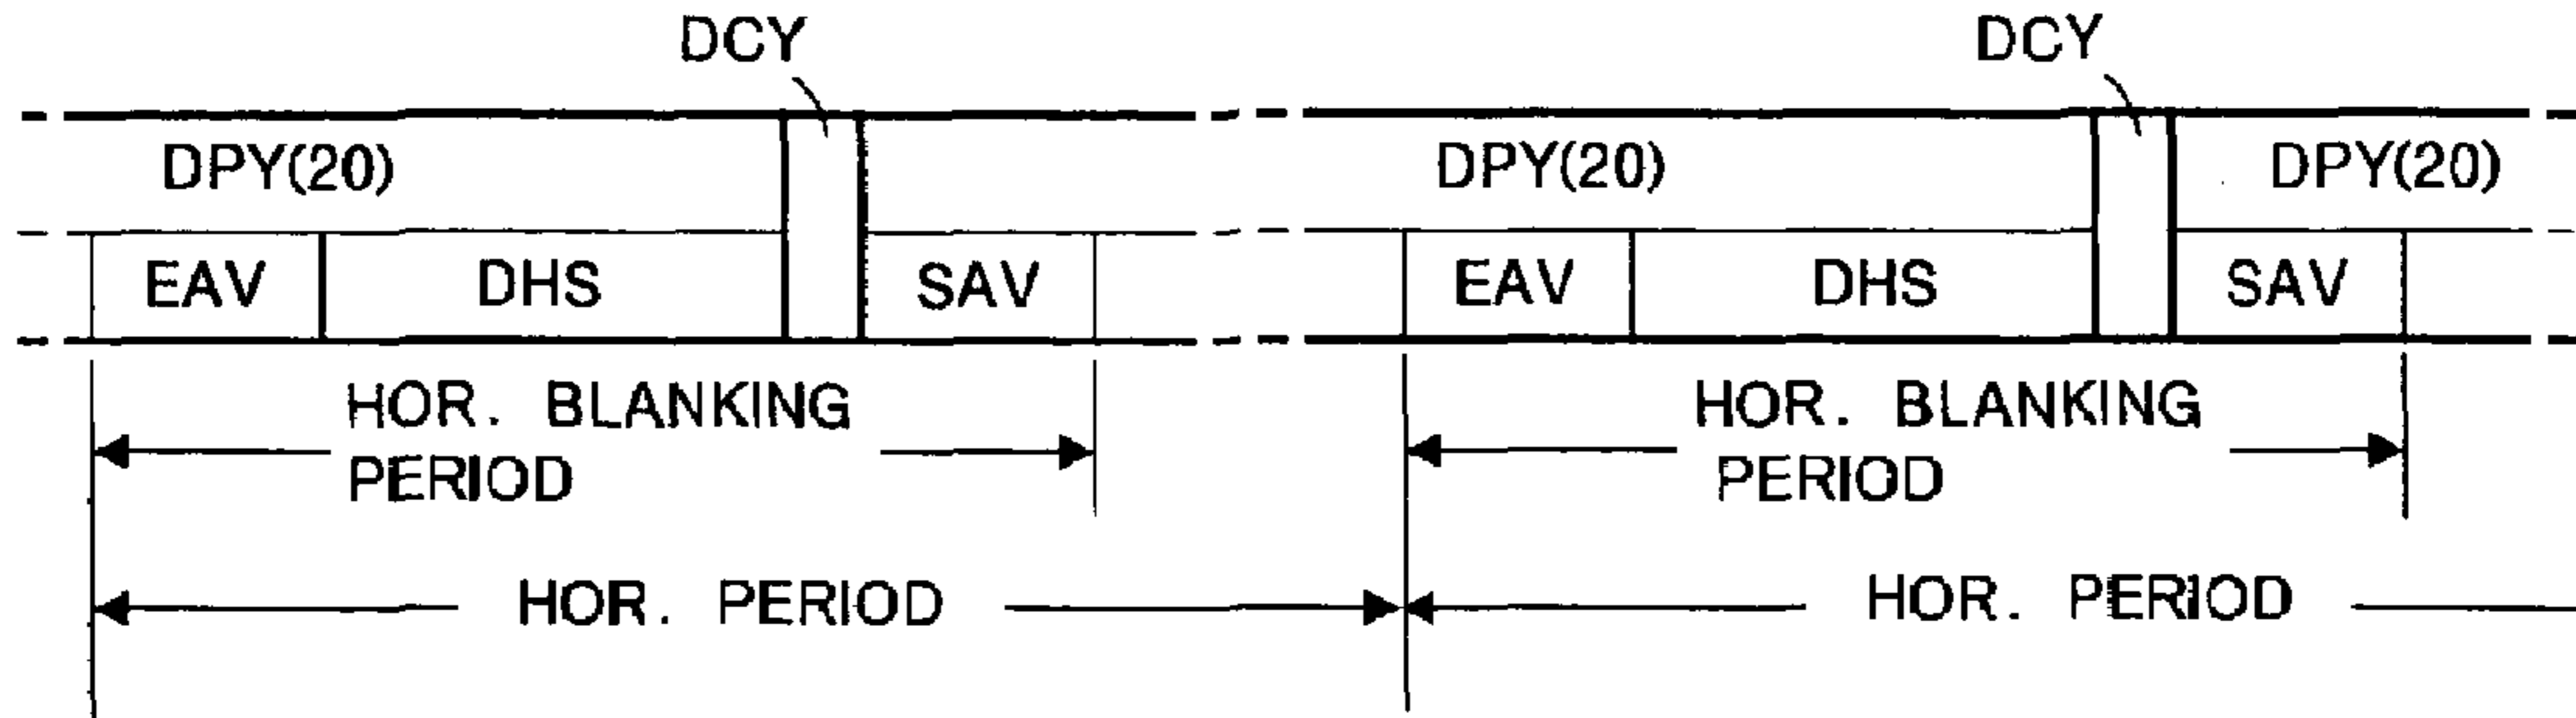 DCY DCY
DPY(20) DPY(20) DPY(20)
EAV DHS SAV EAV DHS SAV
HOR. BLANKING PERIOD HOR. BLANKING PERIOD
HOR. PERIOD HOR. PERIOD